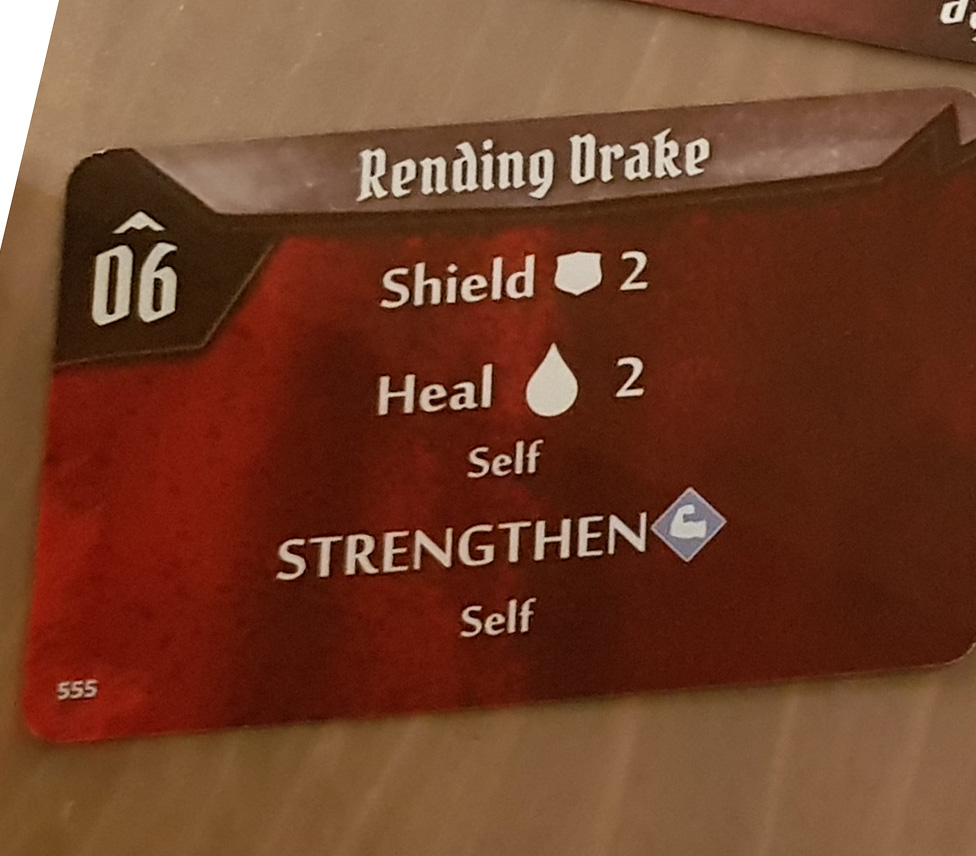 Rending Drake
06
Shield 2
Heal 2
Self
STRENGTHEN
Self
555